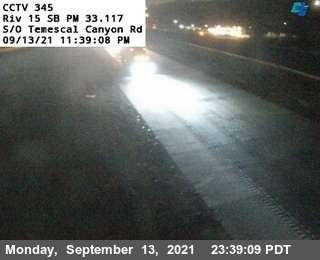 CCTV 345
Riv 15 SB PM 33.117
S/O Temescal Canyon Rd
09/13/21 11:39:08 PM
Monday, September 13, 2021 23:39:09 PDT